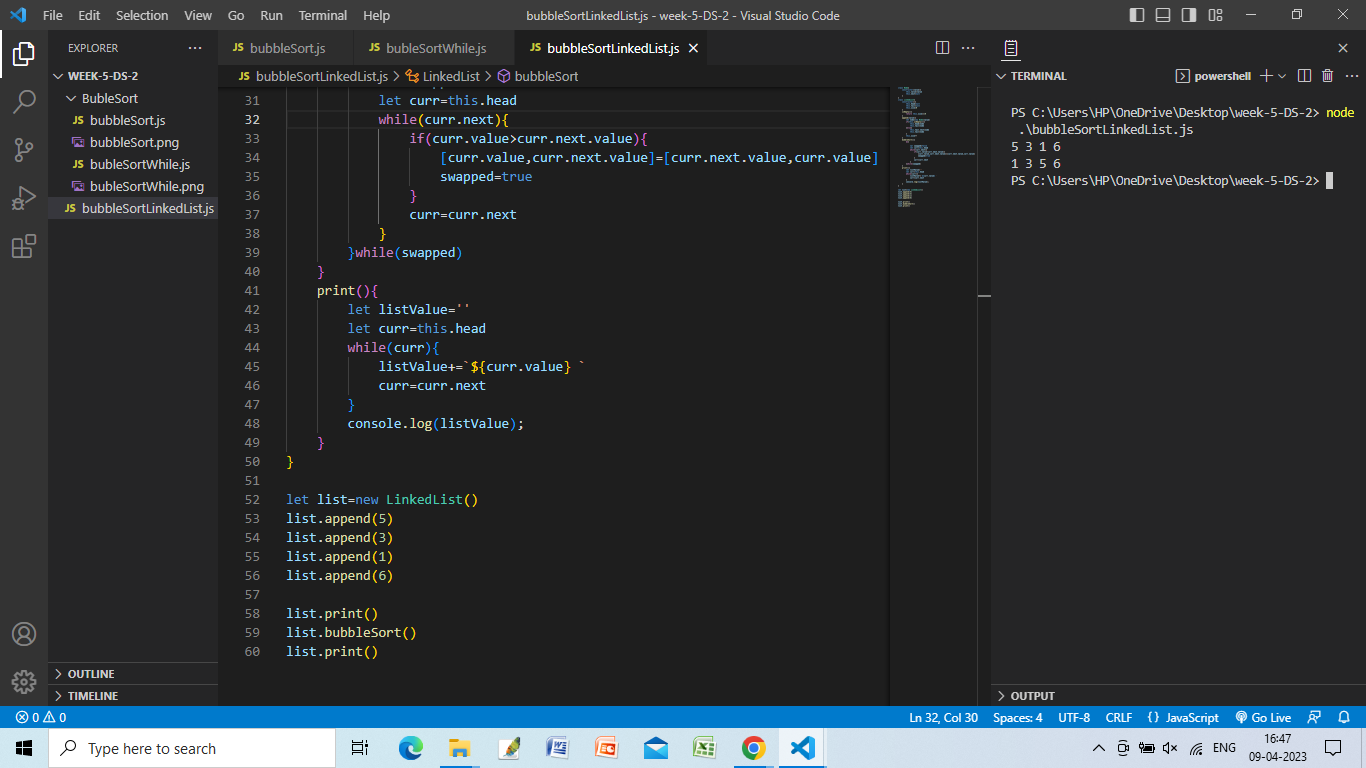 File Edit Selection View Go Run Terminal Help
bubbleSortLinkedList.js - week-5-DS-2 - Visual Studio Code
EXPLORER
WEEK-5-DS-2
BubleSort
JS bubbleSort.js
bubbleSort.png
JS bubbleSortWhile.js
bubleSortWhile.png
JS bubbleSortLinkedList.js
OUTLINE
TIMELINE
JS bubbleSort.js
JS bubleSortWhile.js
JS bubbleSortLinkedList.js
JS bubbleSortLinkedList.js > LinkedList > bubbleSort
31 let curr=this.head
32 while(curr.next){
33 if(curr.value>curr.next.value){
34 [curr.value,curr.next.value]=[curr.next.value,curr.value]
35 swapped=true
36 }
37 curr=curr.next
38 }
39 }while(swapped)
40 }
41 print(){
42 let listValue=''
43 let curr=this.head
44 while(curr){
45 listValue+=`${curr.value} `
46 curr=curr.next
47 }
48 console.log(listValue);
49 }
50 }
51
52 let list=new LinkedList()
53 list.append(5)
54 list.append(3)
55 list.append(1)
56 list.append(6)
57
58 list.print()
59 list.bubbleSort()
60 list.print()
TERMINAL
powershell
PS C:\Users\HP\OneDrive\Desktop\week-5-DS-2> node
.\bubbleSortLinkedList.js
5 3 1 6
1 3 5 6
PS C:\Users\HP\OneDrive\Desktop\week-5-DS-2>
OUTPUT
0 0
Ln 32, Col 30 Spaces: 4 UTF-8 CRLF {} JavaScript Go Live
Type here to search
ENG
16:47
09-04-2023